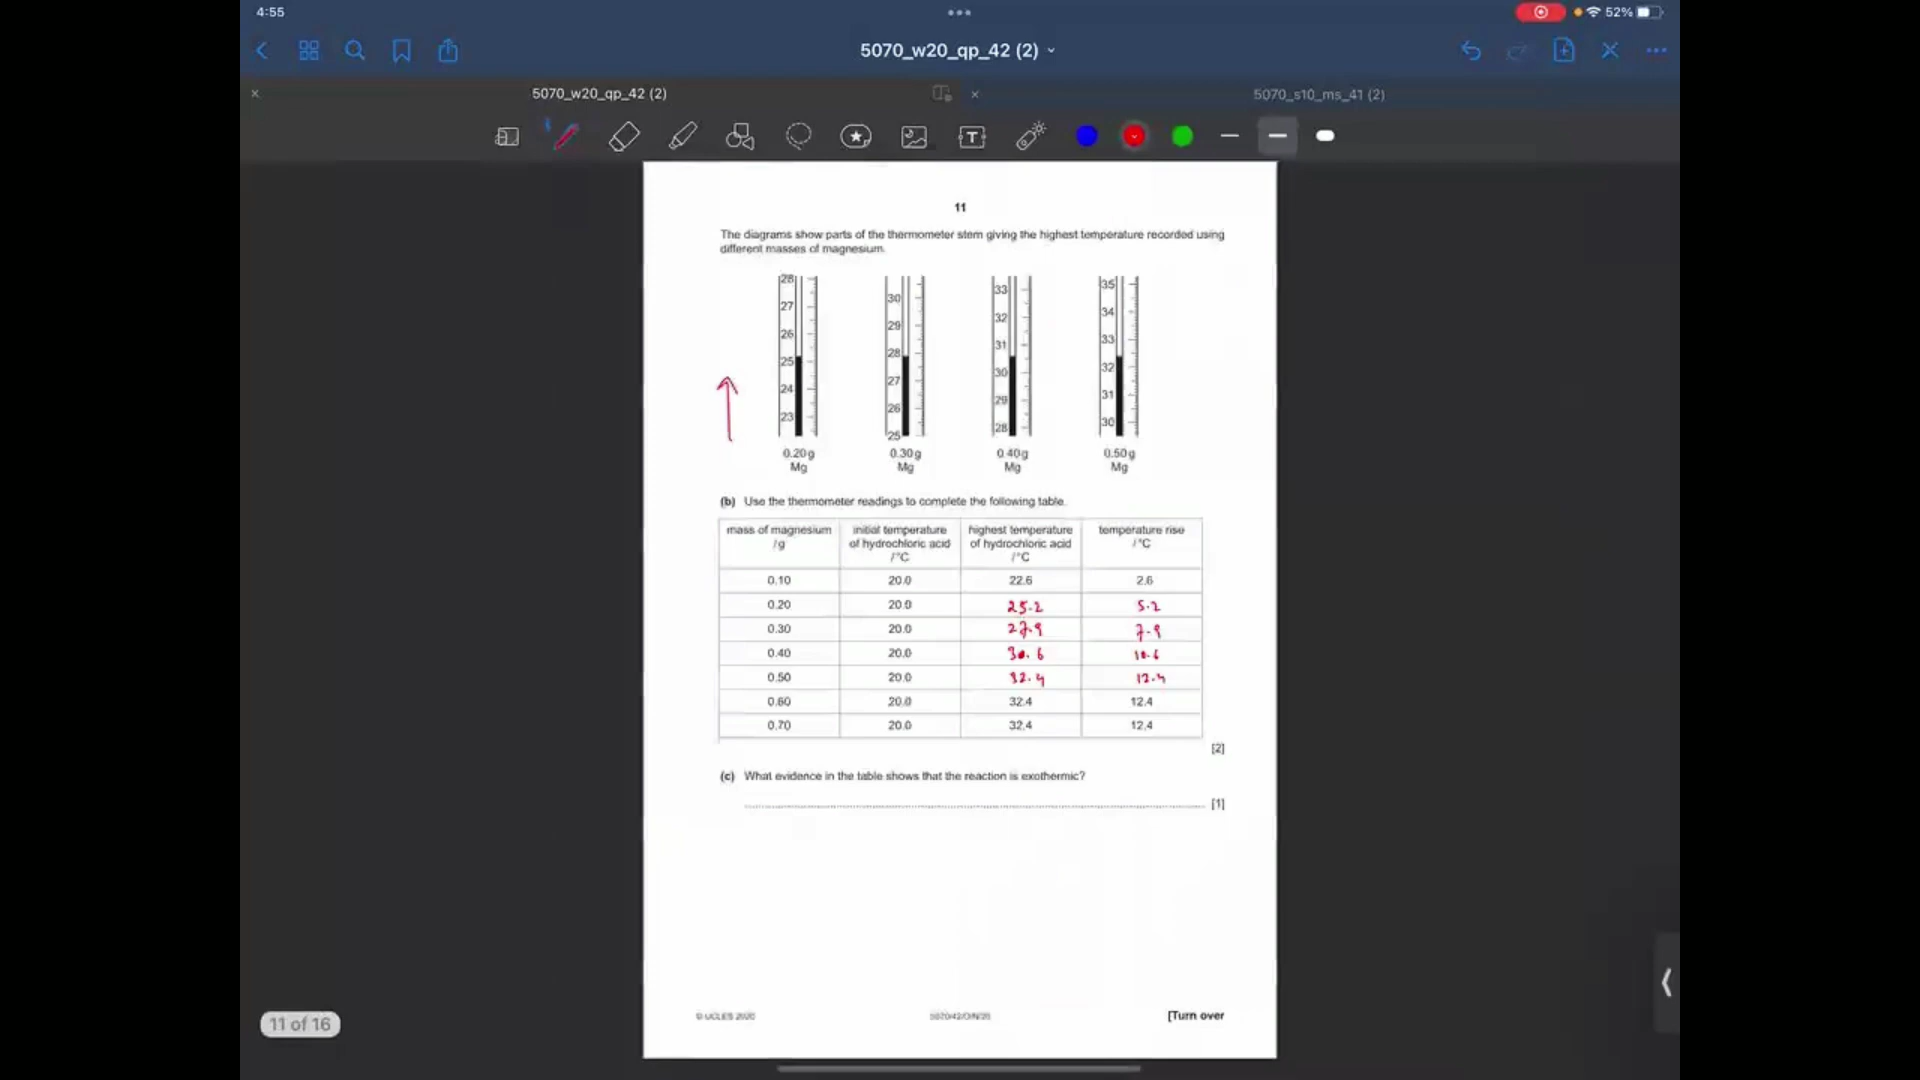 4:55
52%
5070_w20_qp_42 (2)
5070_w20_qp_42 (2)
5070_s10_ms_41 (2)
T
11
The diagrams show parts of the thermometer stem giving the highest temperature recorded using
different masses of magnesium.
28 27 26 25 24 23
30 29 28 27 26 25
33 32 31 30 29 28
35 34 33 32 31 30
0.20g 0.30g 0.40g 0.50g
Mg Mg Mg Mg
(b) Use the thermometer readings to complete the following table.
mass of magnesium initial temperature highest temperature temperature rise
/g of hydrochloric acid of hydrochloric acid /°C
/°C /°C
0.10 20.0 22.6 2.6
0.20 20.0 25.2 5.2
0.30 20.0 27.9 7.9
0.40 20.0 30.6 10.6
0.50 20.0 32.4 12.4
0.60 20.0 32.4 12.4
0.70 20.0 32.4 12.4
[2]
(c) What evidence in the table shows that the reaction is exothermic?
[1]
© UCLES 2020 5070/42/O/N/20 [Turn over
11 of 16